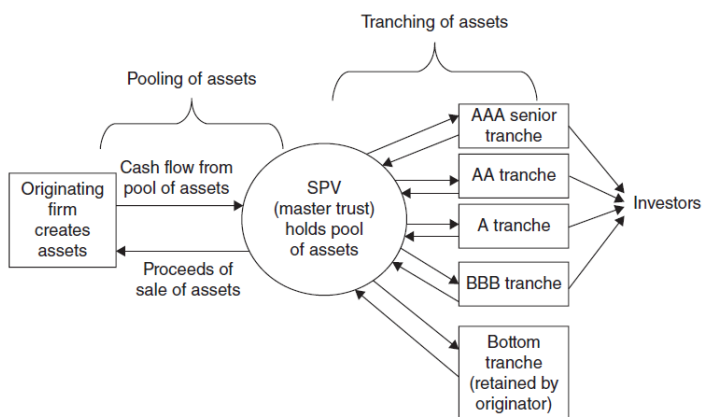 Tranching of assets
Pooling of assets
AAA senior
tranche
Cash flow from
pool of assets
AA tranche
Originating
firm
creates
assets
SPV
(master trust)
holds pool
of assets
Investors
A tranche
Proceeds of
sale of assets
BBB tranche
Bottom
tranche
(retained by
originator)